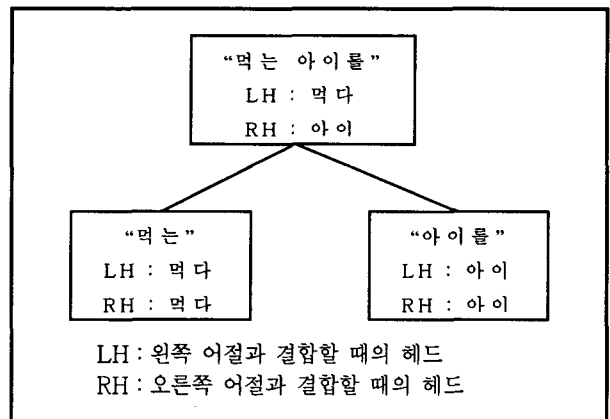 “먹는 아이를”
LH : 먹다
RH : 아이
“먹는”
LH : 먹다
RH : 먹다
“아이를”
LH : 아이
RH : 아이
LH : 왼쪽 어절과 결합할 때의 헤드
RH : 오른쪽 어절과 결합할 때의 헤드